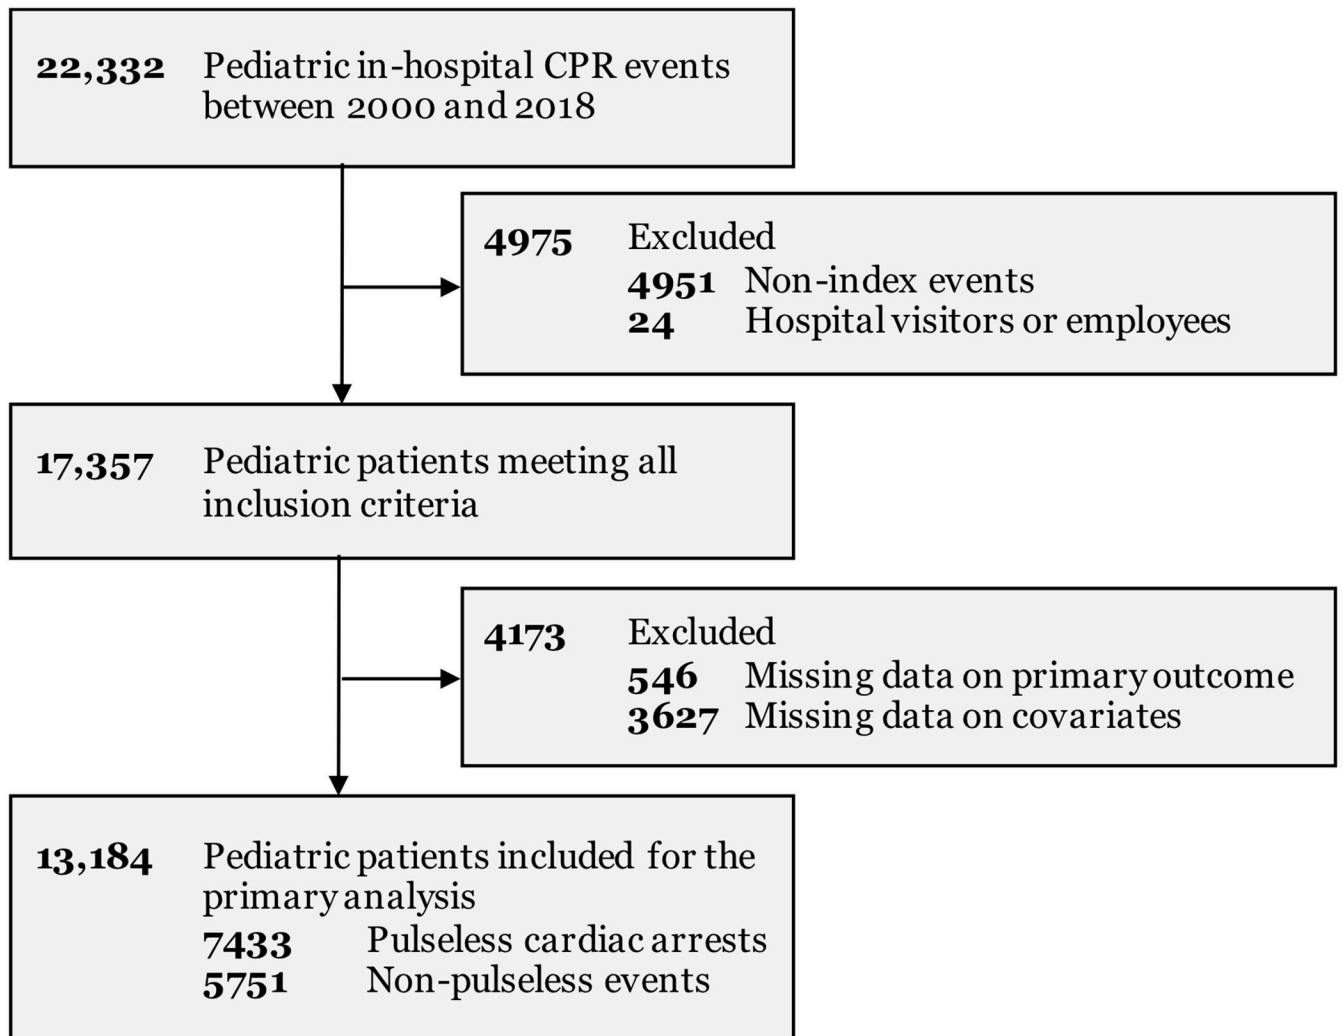 22,332 Pediatric in-hospital CPR events
between 2000 and 2018
4975 Excluded
4951 Non-index events
24 Hospital visitors or employees
17,357 Pediatric patients meeting all
inclusion criteria
4173 Excluded
546 Missing data on primary outcome
3627 Missing data on covariates
13,184 Pediatric patients included for the
primary analysis
7433 Pulseless cardiac arrests
5751 Non-pulseless events